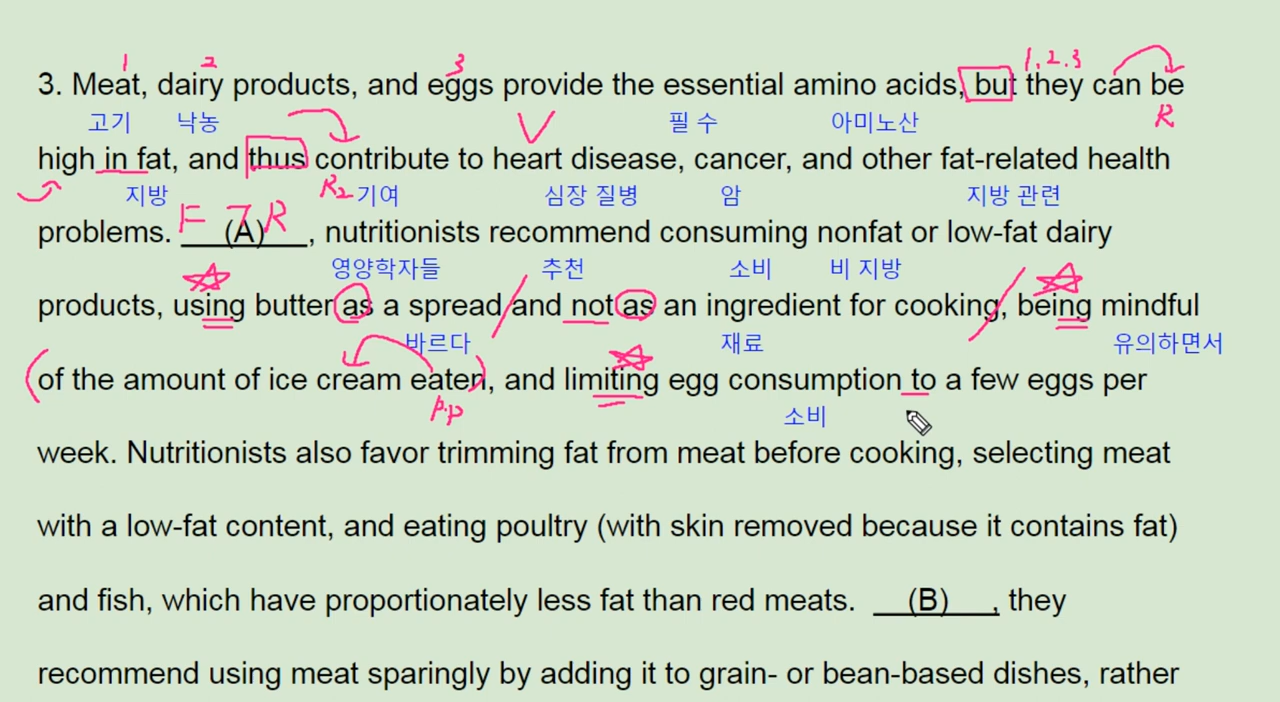 1 2 3 1,2.3
3. Meat, dairy products, and eggs provide the essential amino acids, but they can be
고기 낙농 필 수 아미노산 R
high in fat, and thus contribute to heart disease, cancer, and other fat-related health
지방 R2 기여 심장 질병 암 지방 관련
problems. (A), nutritionists recommend consuming nonfat or low-fat dairy
영양학자들 추천 소비 비 지방
products, using butter as a spread and not as an ingredient for cooking, being mindful
바르다 재료 유의하면서
(of the amount of ice cream eaten), and limiting egg consumption to a few eggs per
p.p 소비
week. Nutritionists also favor trimming fat from meat before cooking, selecting meat
with a low-fat content, and eating poultry (with skin removed because it contains fat)
and fish, which have proportionately less fat than red meats. (B), they
recommend using meat sparingly by adding it to grain- or bean-based dishes, rather